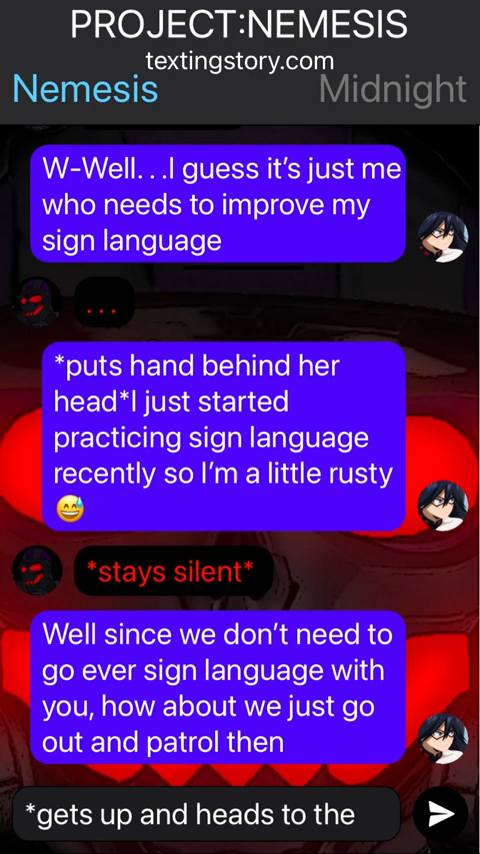 PROJECT:NEMESIS
textingstory.com
Nemesis Midnight
W-Well. . .I guess it’s just me
who needs to improve my
sign language
. . .
*puts hand behind her
head*I just started
practicing sign language
recently so I’m a little rusty
😅
*stays silent*
Well since we don’t need to
go ever sign language with
you, how about we just go
out and patrol then
*gets up and heads to the